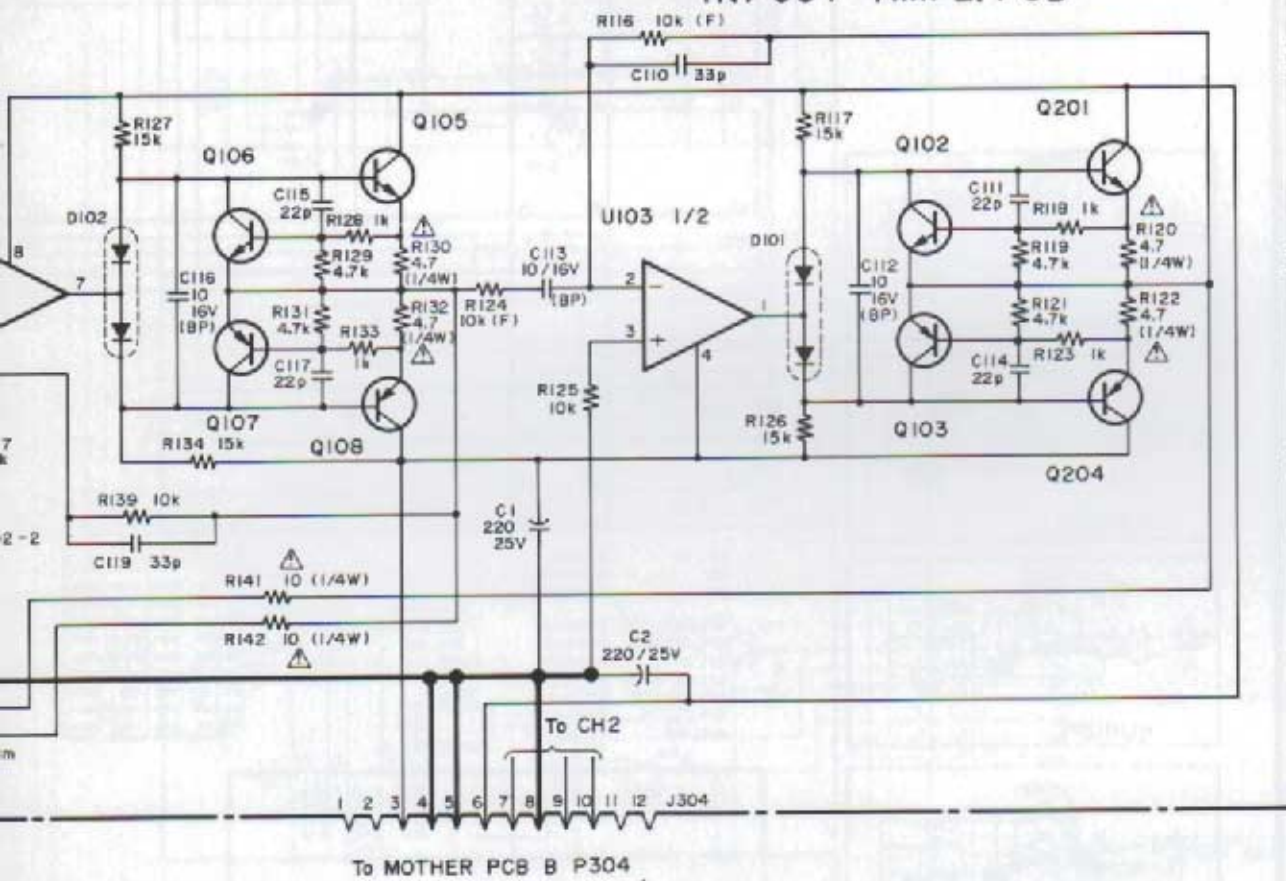 R116 10k (F)
C110 33p
R127
15k
Q105
R117
15k
Q201
Q106
Q102
C115
22p
R128 1k
C111
22p
R118 1k
D102
U103 1/2
D101
8
R130
4.7
(1/4W)
C113
10/16V
(BP)
R120
4.7
(1/4W)
R129
4.7k
R119
4.7k
7
C116
10
16V
(BP)
2
-
C112
10
16V
(BP)
R124
10k (F)
1
R131
4.7k
R132
4.7
(1/4W)
R121
4.7k
R122
4.7
(1/4W)
3
+
R133
1k
4
C117
22p
C114
22p
R123 1k
R125
10k
R126
15k
Q107
Q103
R134 15k
Q108
Q204
7
R139 10k
C1
220
25V
2-2
C119 33p
R141 10 (1/4W)
R142 10 (1/4W)
C2
220/25V
To CH2
m
1 2 3 4 5 6 7 8 9 10 11 12 J304
To MOTHER PCB B P304